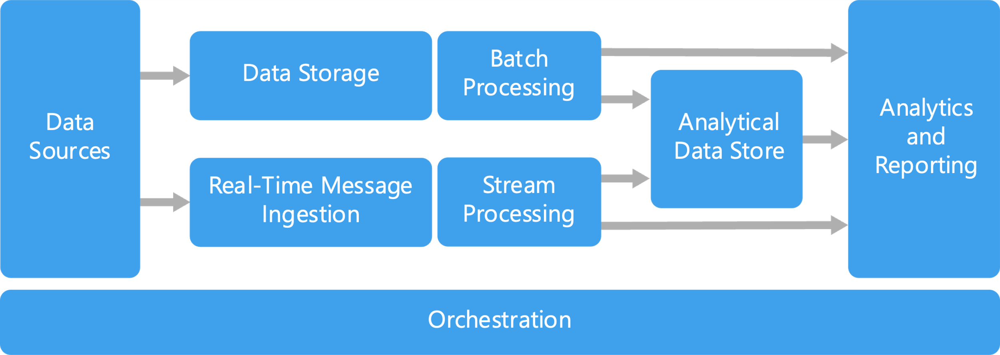 Data
Sources
Data Storage
Batch
Processing
Real-Time Message
Ingestion
Stream
Processing
Analytical
Data Store
Analytics
and
Reporting
Orchestration